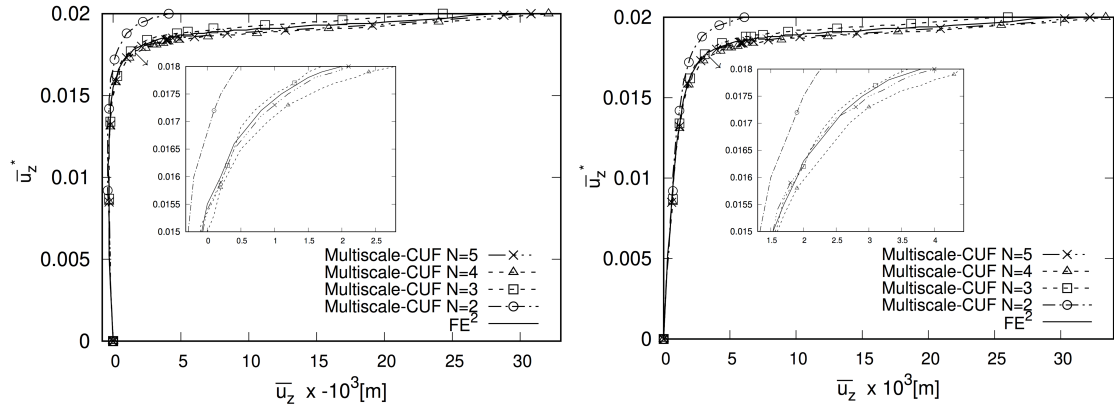 0.02
0.015
0.01
0.005
0
0 5 10 15 20 25 30
u̅z*
u̅z x -10³[m]
0.018
0.0175
0.017
0.0165
0.016
0.0155
0.015
0 0.5 1 1.5 2 2.5
Multiscale-CUF N=5
Multiscale-CUF N=4
Multiscale-CUF N=3
Multiscale-CUF N=2
FE²
0.02
0.015
0.01
0.005
0
0 5 10 15 20 25 30
u̅z*
u̅z x 10³[m]
0.018
0.0175
0.017
0.0165
0.016
0.0155
0.015
1.5 2 2.5 3 3.5 4
Multiscale-CUF N=5
Multiscale-CUF N=4
Multiscale-CUF N=3
Multiscale-CUF N=2
FE²